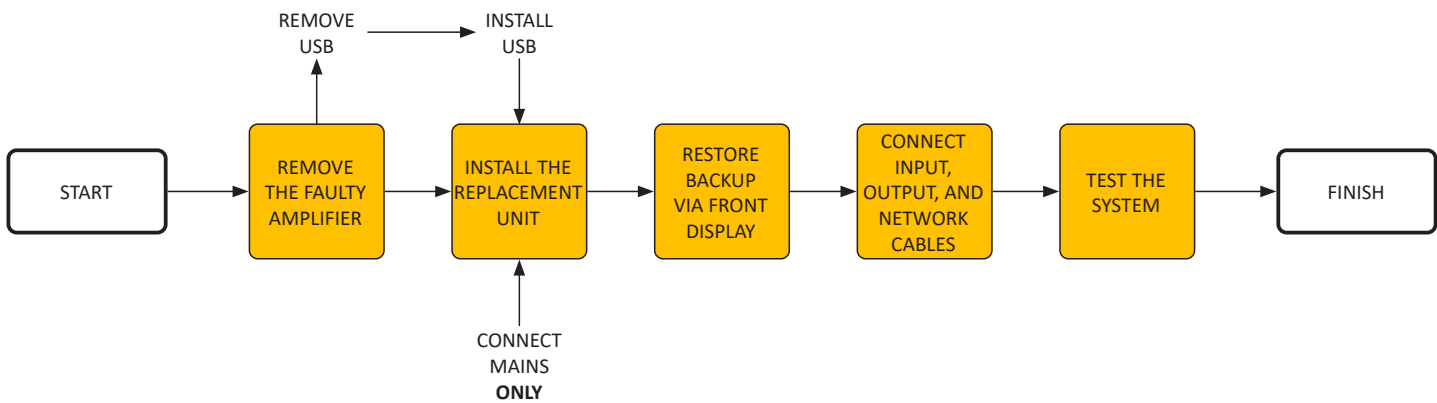 REMOVE
USB
INSTALL
USB
START
REMOVE
THE FAULTY
AMPLIFIER
INSTALL THE
REPLACEMENT
UNIT
RESTORE
BACKUP
VIA FRONT
DISPLAY
CONNECT
INPUT,
OUTPUT, AND
NETWORK
CABLES
TEST THE
SYSTEM
FINISH
CONNECT
MAINS
ONLY